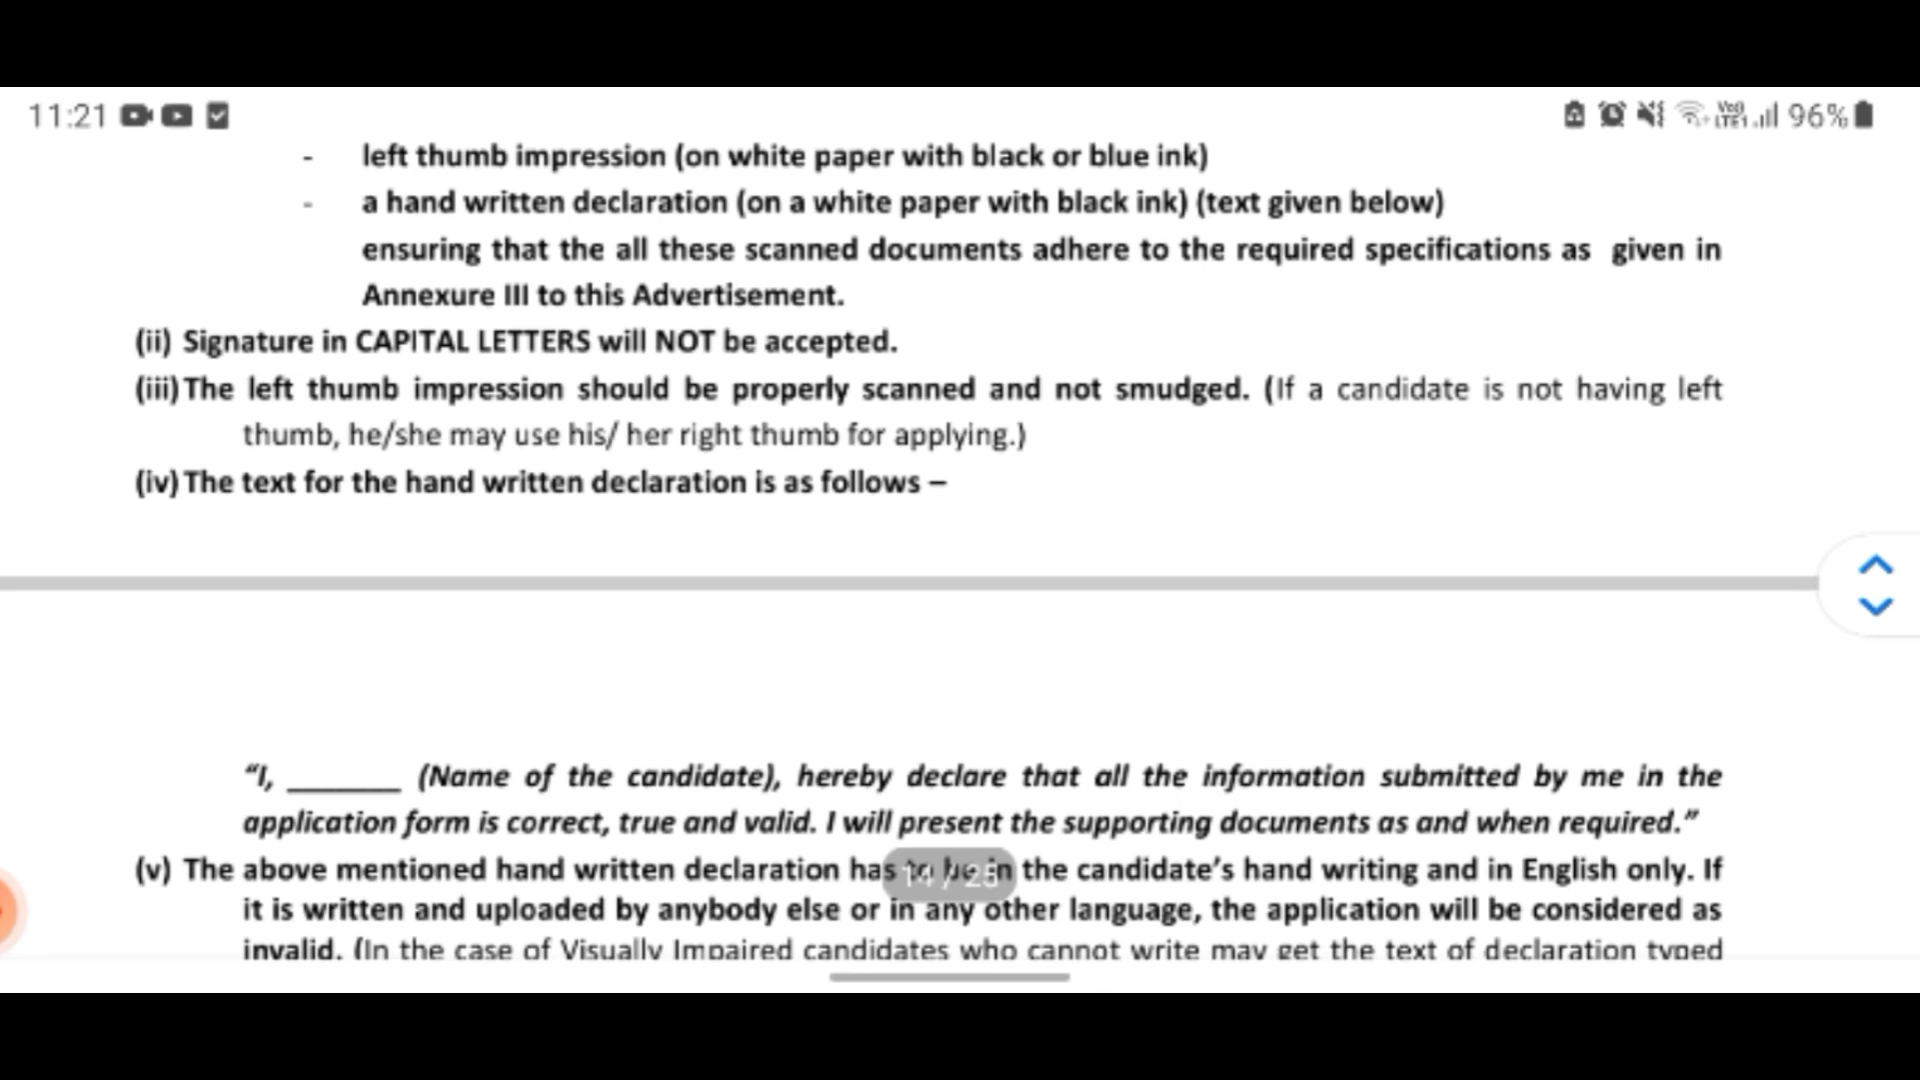 11:21 96%
- left thumb impression (on white paper with black or blue ink)
- a hand written declaration (on a white paper with black ink) (text given below)
ensuring that the all these scanned documents adhere to the required specifications as given in
Annexure III to this Advertisement.
(ii) Signature in CAPITAL LETTERS will NOT be accepted.
(iii) The left thumb impression should be properly scanned and not smudged. (If a candidate is not having left
thumb, he/she may use his/ her right thumb for applying.)
(iv) The text for the hand written declaration is as follows –
“I, _______ (Name of the candidate), hereby declare that all the information submitted by me in the
application form is correct, true and valid. I will present the supporting documents as and when required.”
(v) The above mentioned hand written declaration has to be in the candidate’s hand writing and in English only. If
it is written and uploaded by anybody else or in any other language, the application will be considered as
invalid. (In the case of Visually Impaired candidates who cannot write may get the text of declaration typed